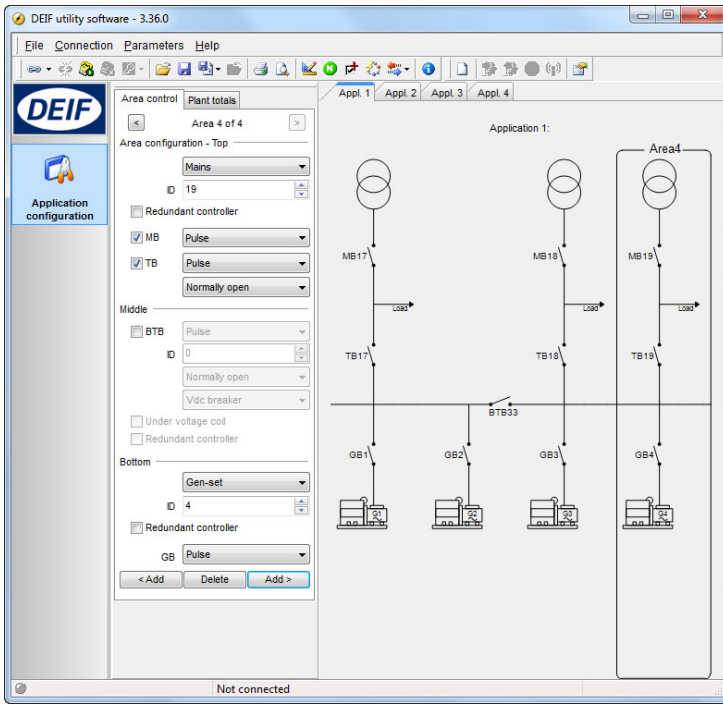 DEIF utility software - 3.36.0
File Connection Parameters Help
DEIF
Application
configuration
Area control Plant totals
< Area 4 of 4 >
Area configuration - Top
Mains
ID 19
Redundant controller
MB Pulse
TB Pulse
Normally open
Middle
BTB Pulse
ID 0
Normally open
Vdc breaker
Under voltage coil
Redundant controller
Bottom
Gen-set
ID 4
Redundant controller
GB Pulse
< Add Delete Add >
Appl. 1 Appl. 2 Appl. 3 Appl. 4
Application 1:
Area4
MB17 MB18 MB19
Load Load Load
TB17 TB18 TB19
BTB33
GB1 GB2 GB3 GB4
G1 G2 G3 G4
Not connected